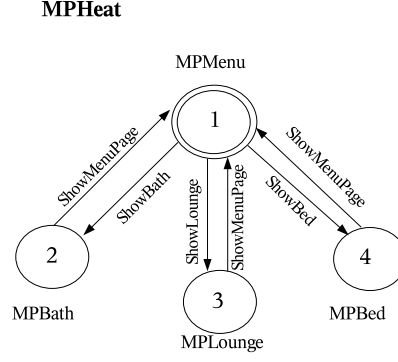 MPHeat
MPMenu
1
ShowMenuPage
ShowBath
ShowLounge
ShowMenuPage
ShowBed
ShowMenuPage
2
3
4
MPBath
MPLounge
MPBed